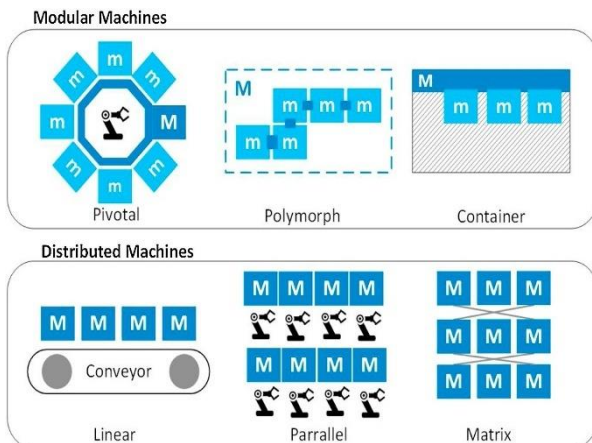 Modular Machines
m
m m
m M
m m
m
Pivotal
M
m m m
m m
Polymorph
M
m m m
Container
Distributed Machines
M M M M
Conveyor
Linear
M M M M
M M M M
Parrallel
M M M
M M M
M M M
Matrix